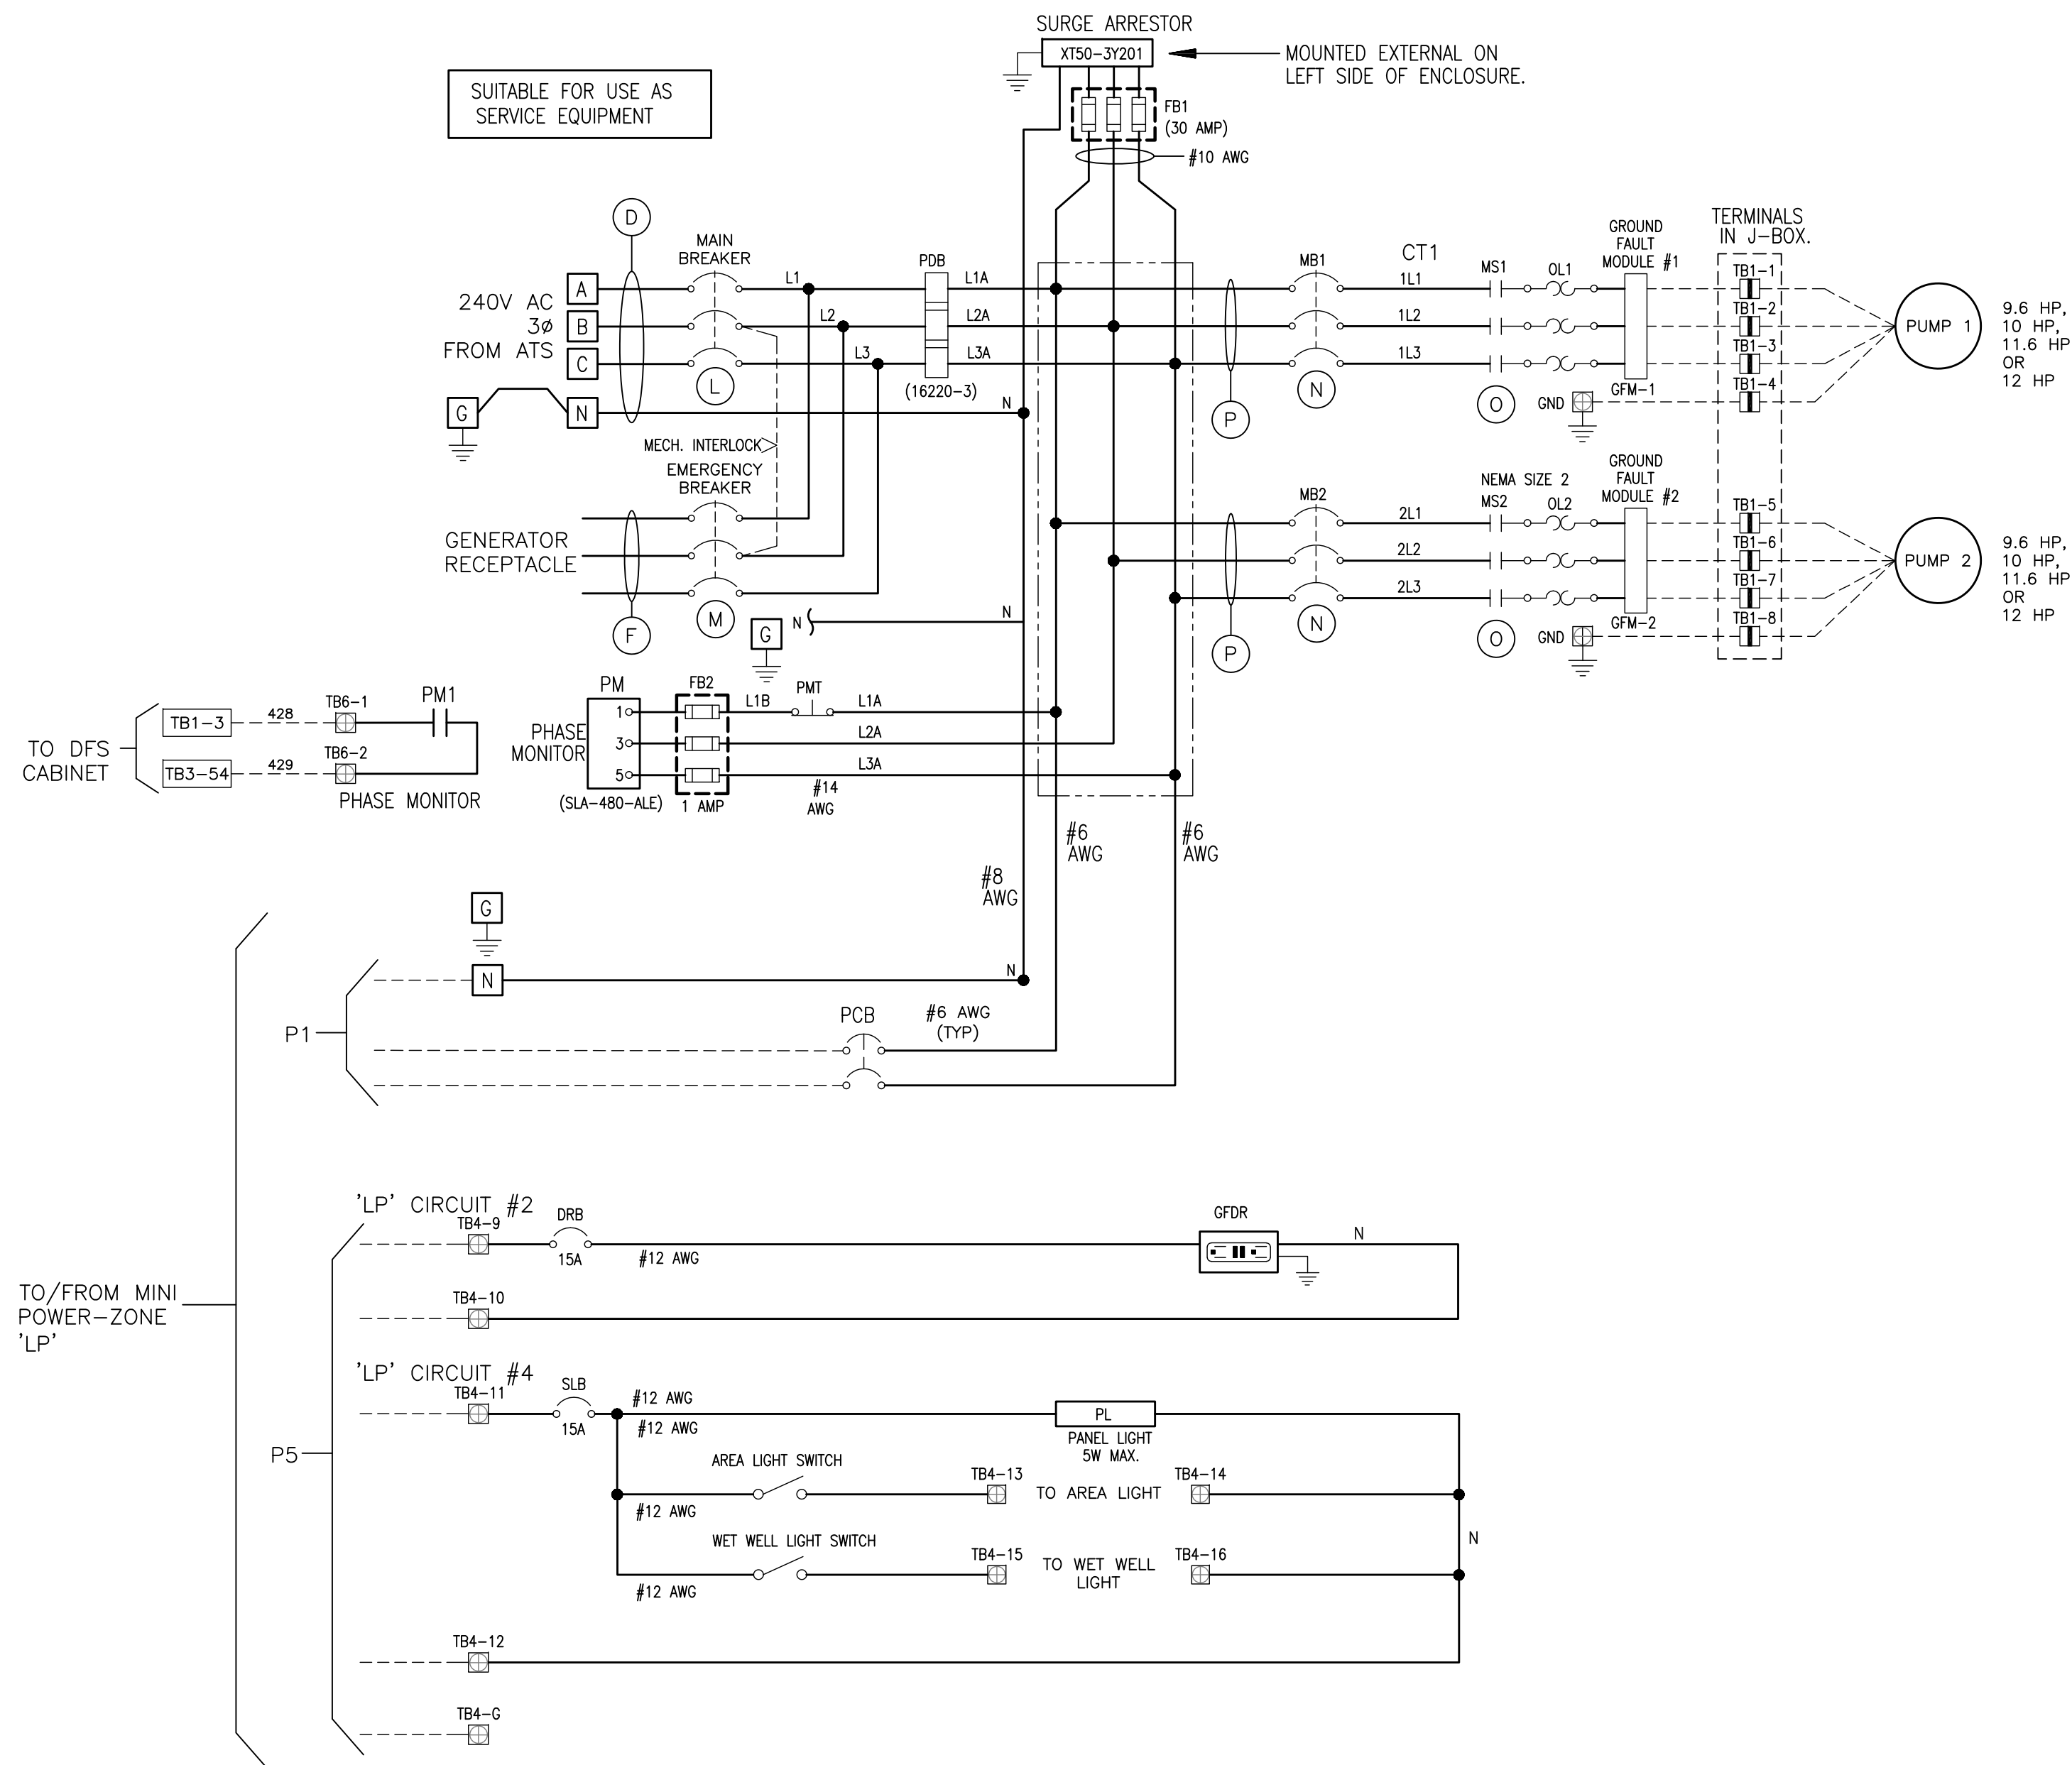 SURGE ARRESTOR
XT50-3Y201
MOUNTED EXTERNAL ON
LEFT SIDE OF ENCLOSURE.
SUITABLE FOR USE AS
SERVICE EQUIPMENT
FB1
(30 AMP)
#10 AWG
D
MAIN
BREAKER
L1
PDB
L1A
240V AC
3ø
FROM ATS
A
B
C
L2
L2A
L3
L3A
L
(16220-3)
G
N
N
MECH. INTERLOCK
EMERGENCY
BREAKER
GENERATOR
RECEPTACLE
F
M
G
N
N
P
MB1
N
CT1
1L1
1L2
1L3
MS1
OL1
O
GROUND
FAULT
MODULE #1
GFM-1
GND
TERMINALS
IN J-BOX.
TB1-1
TB1-2
TB1-3
TB1-4
PUMP 1
9.6 HP,
10 HP,
11.6 HP
OR
12 HP
P
MB2
N
2L1
2L2
2L3
NEMA SIZE 2
MS2
OL2
O
GROUND
FAULT
MODULE #2
GFM-2
GND
TB1-5
TB1-6
TB1-7
TB1-8
PUMP 2
9.6 HP,
10 HP,
11.6 HP
OR
12 HP
TO DFS
CABINET
TB1-3
428
TB6-1
PM1
TB3-54
429
TB6-2
PHASE MONITOR
PM
PHASE
MONITOR
1
3
5
(SLA-480-ALE)
FB2
1 AMP
L1B
PMT
L1A
L2A
L3A
#14
AWG
#6
AWG
#6
AWG
#8
AWG
G
N
N
P1
PCB
#6 AWG
(TYP)
TO/FROM MINI
POWER-ZONE
'LP'
P5
'LP' CIRCUIT #2
TB4-9
DRB
15A
#12 AWG
GFDR
N
TB4-10
'LP' CIRCUIT #4
TB4-11
SLB
15A
#12 AWG
#12 AWG
PL
PANEL LIGHT
5W MAX.
AREA LIGHT SWITCH
#12 AWG
TB4-13
TO AREA LIGHT
TB4-14
N
WET WELL LIGHT SWITCH
#12 AWG
TB4-15
TO WET WELL
LIGHT
TB4-16
TB4-12
TB4-G